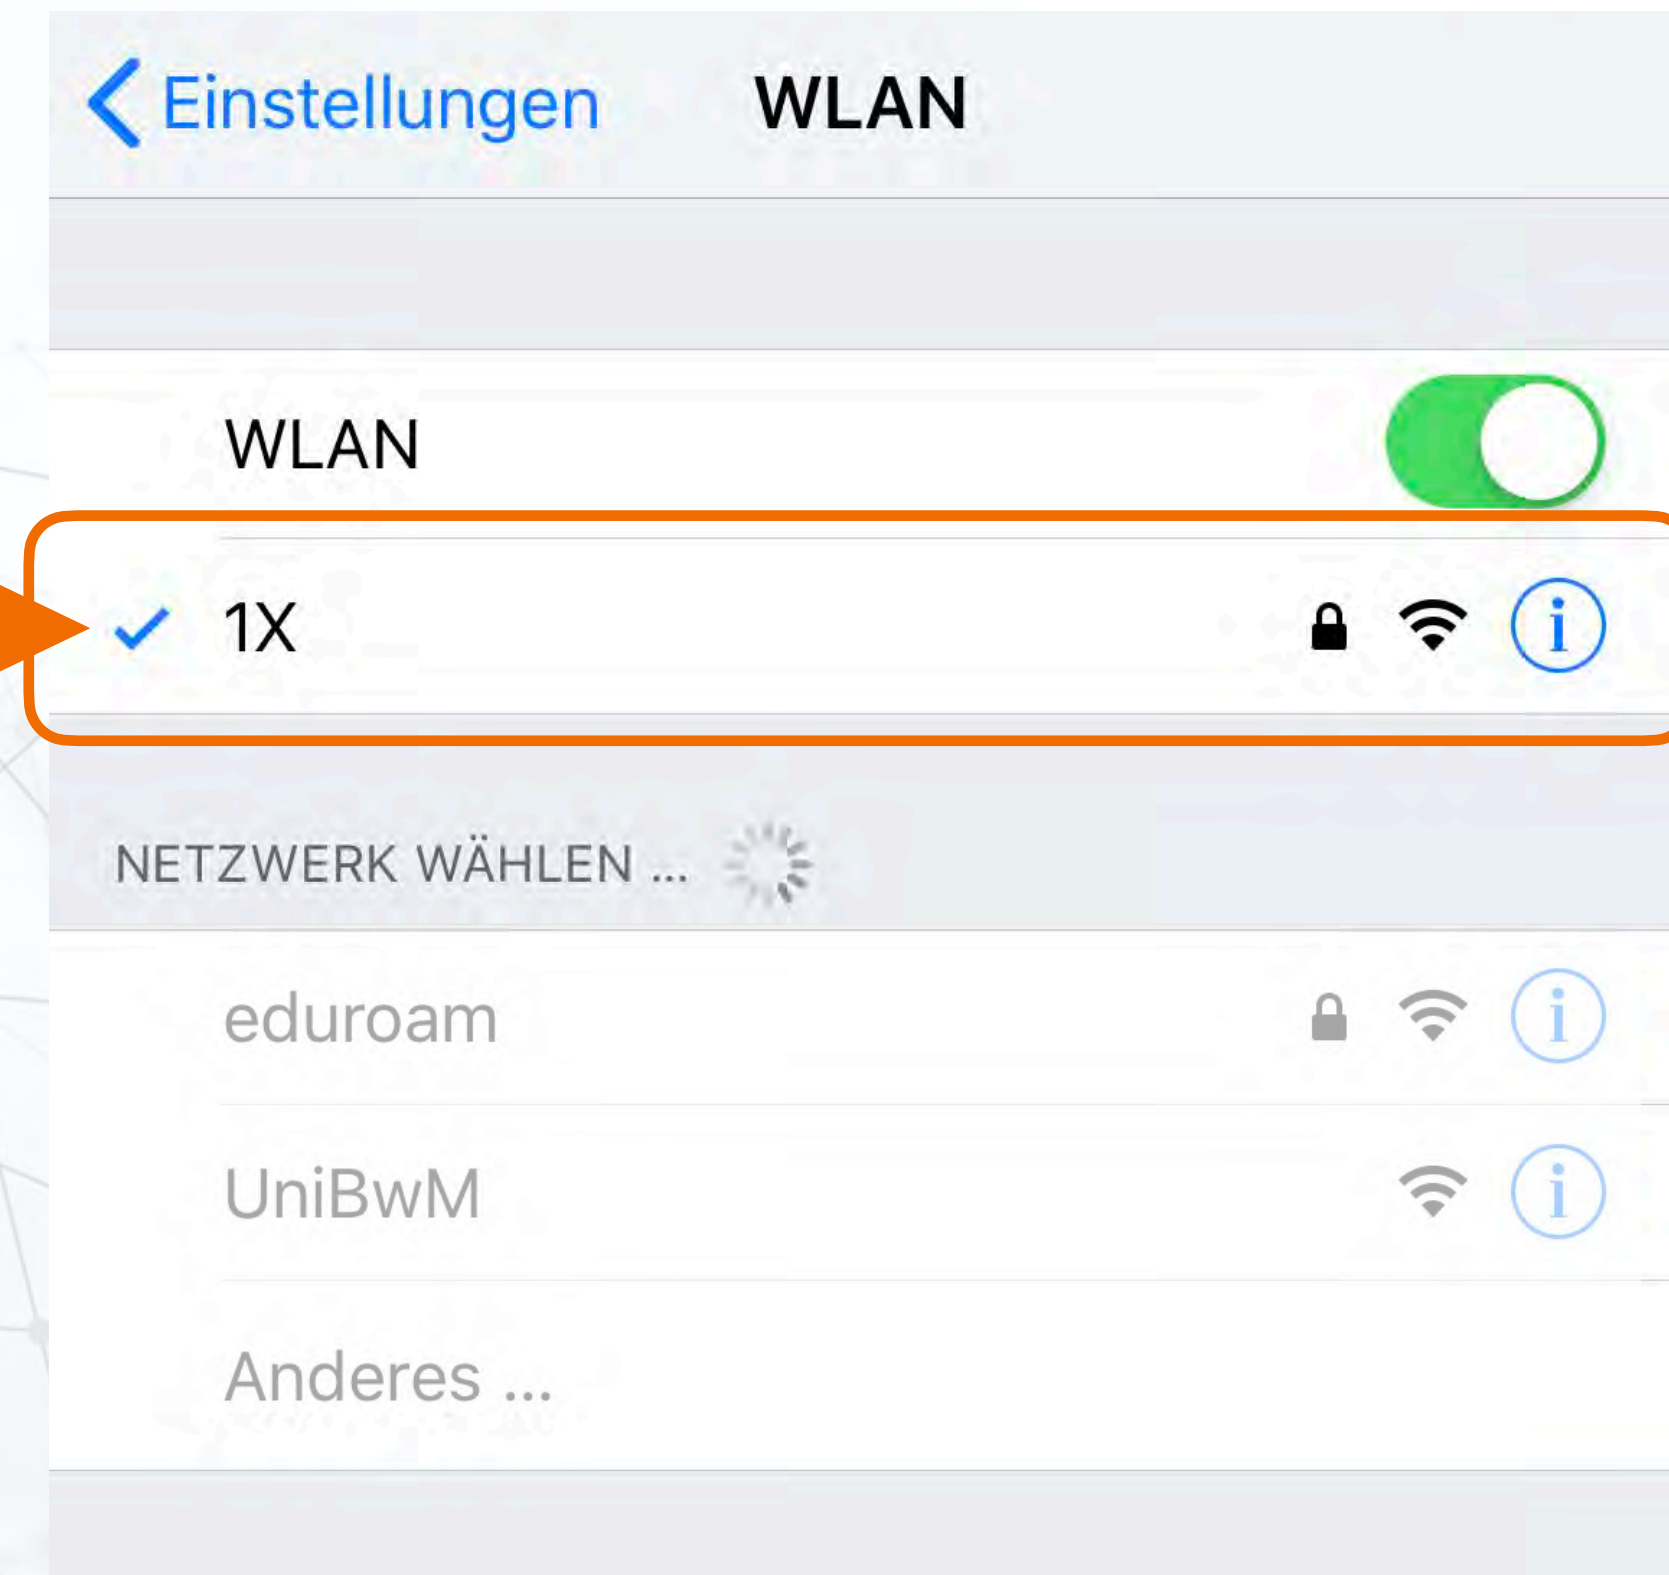 Einstellungen WLAN
WLAN
1X
NETZWERK WÄHLEN ...
eduroam
UniBwM
Anderes ...